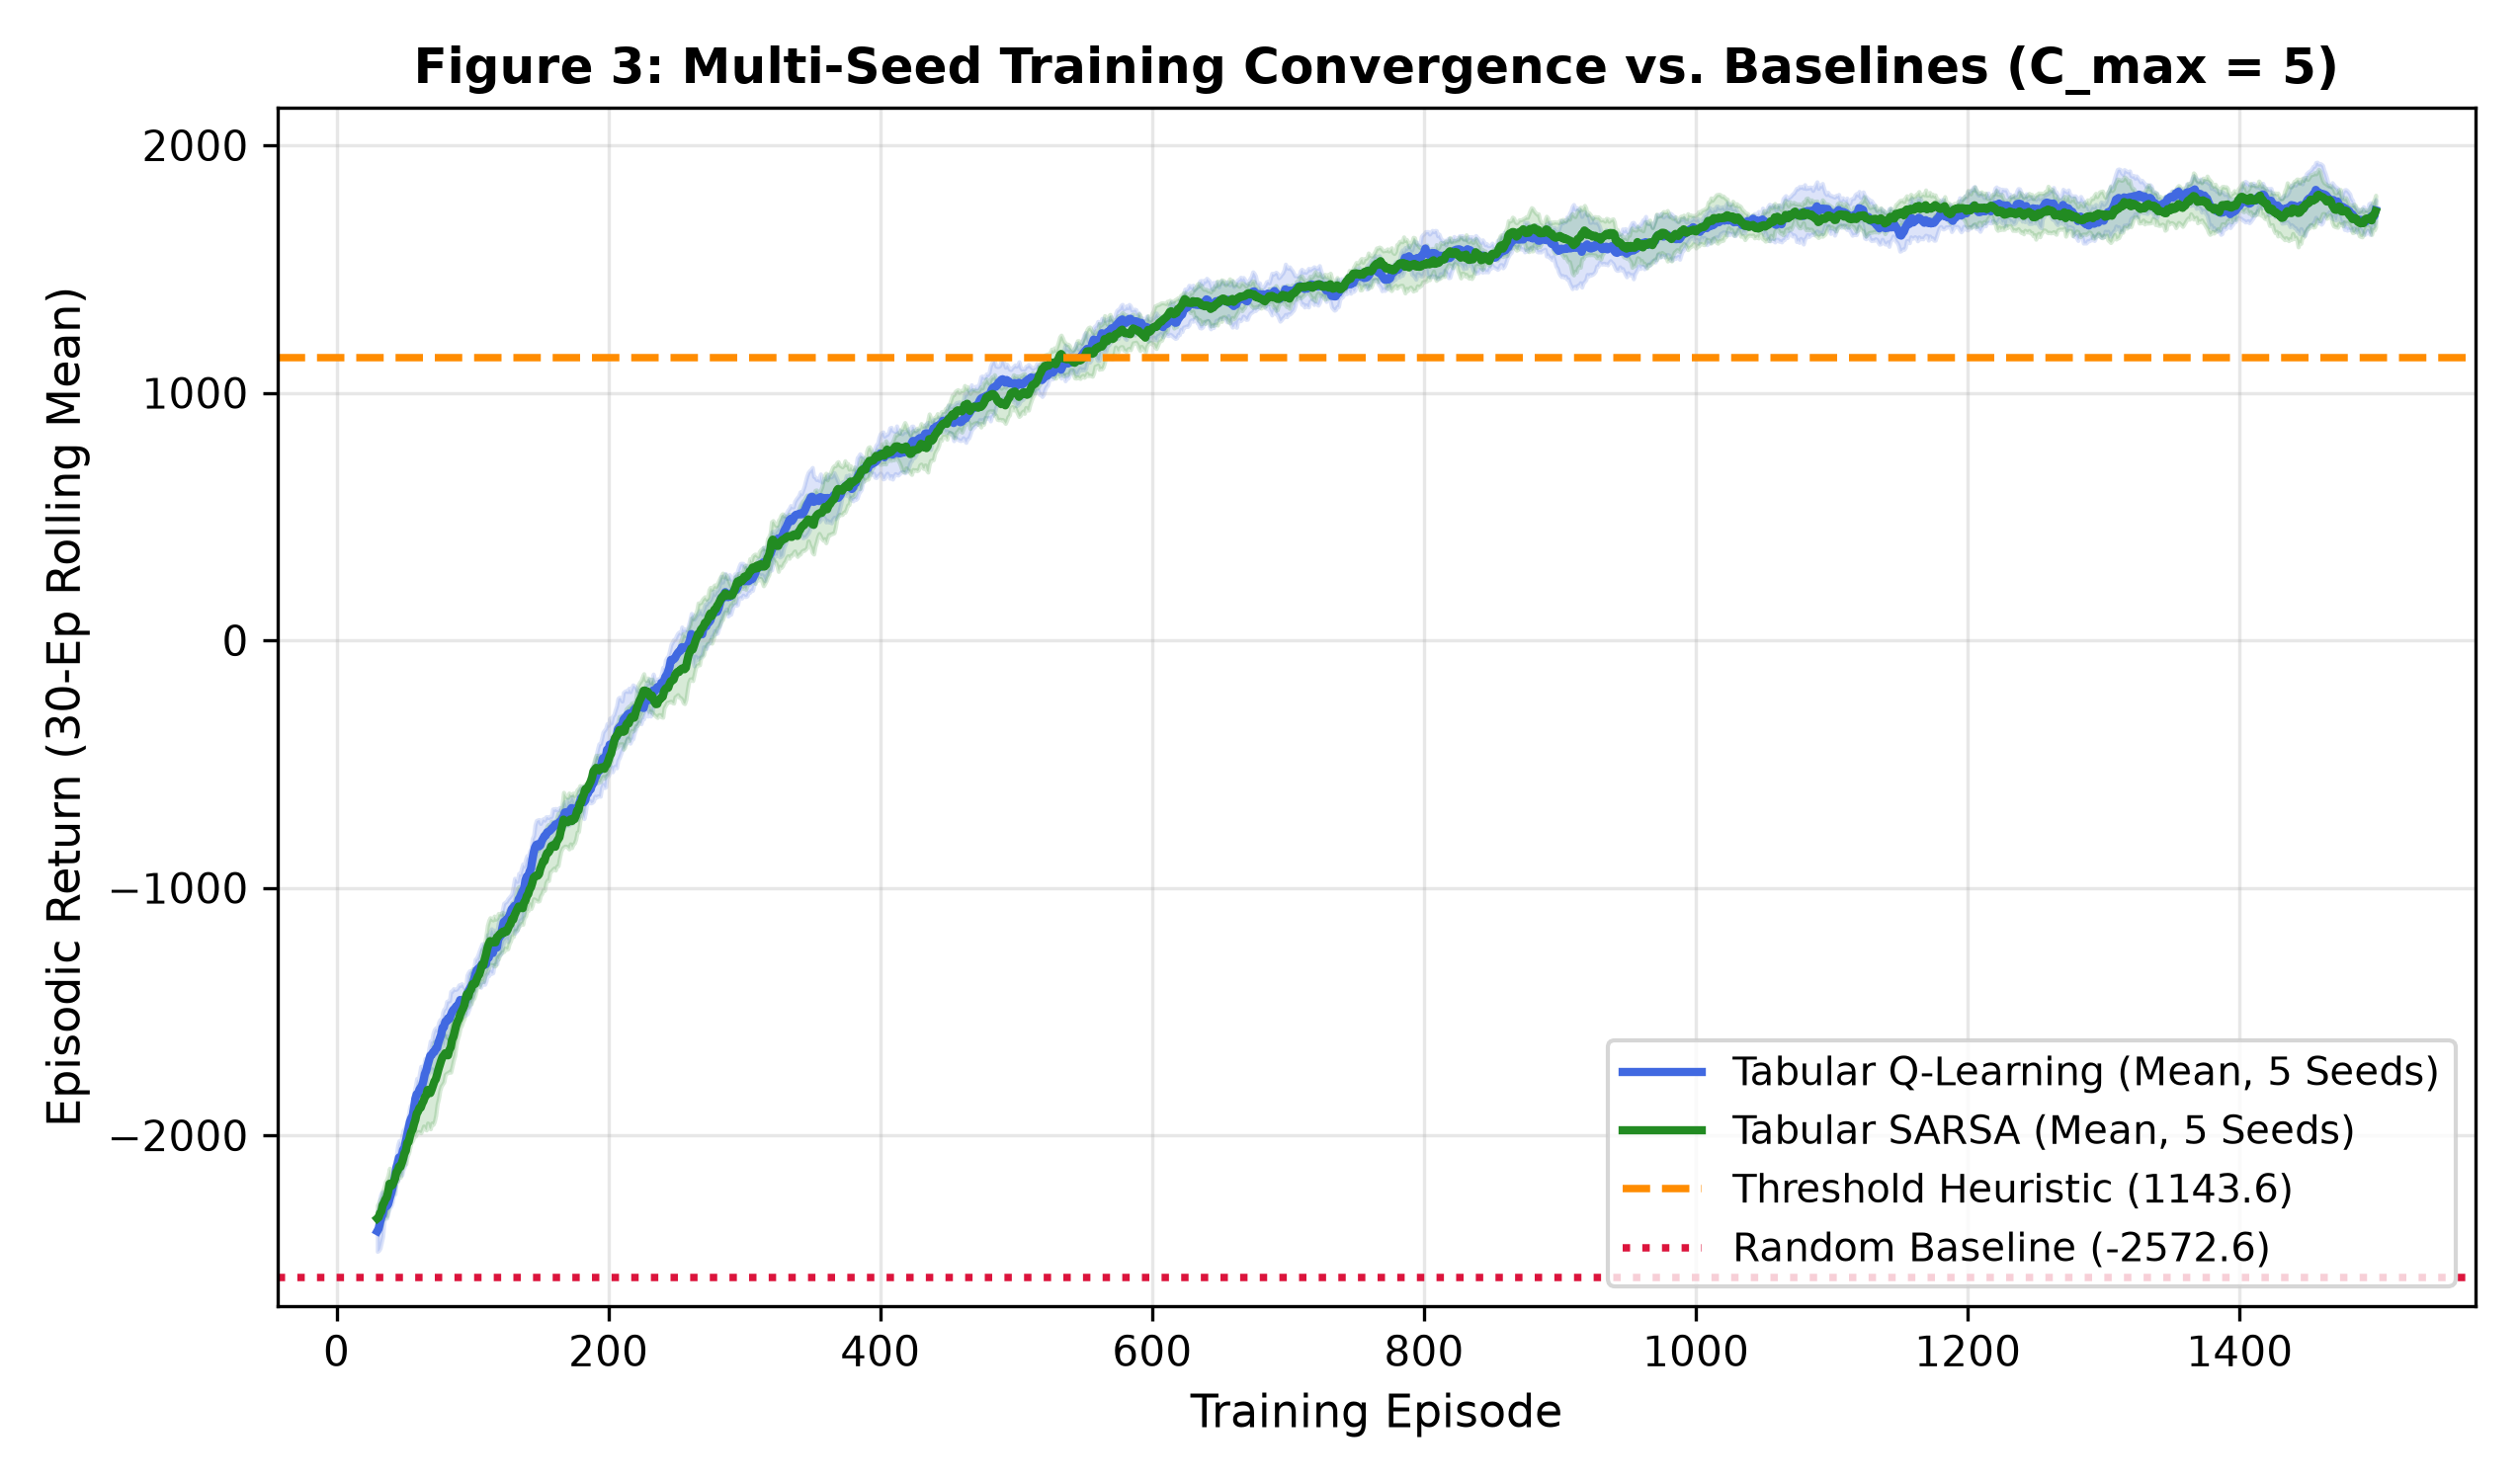 Figure 3: Multi-Seed Training Convergence vs. Baselines (C_max = 5)
Episodic Return (30-Ep Rolling Mean)
2000
1000
0
−1000
−2000
Tabular Q-Learning (Mean, 5 Seeds)
Tabular SARSA (Mean, 5 Seeds)
Threshold Heuristic (1143.6)
Random Baseline (-2572.6)
0 200 400 600 800 1000 1200 1400
Training Episode